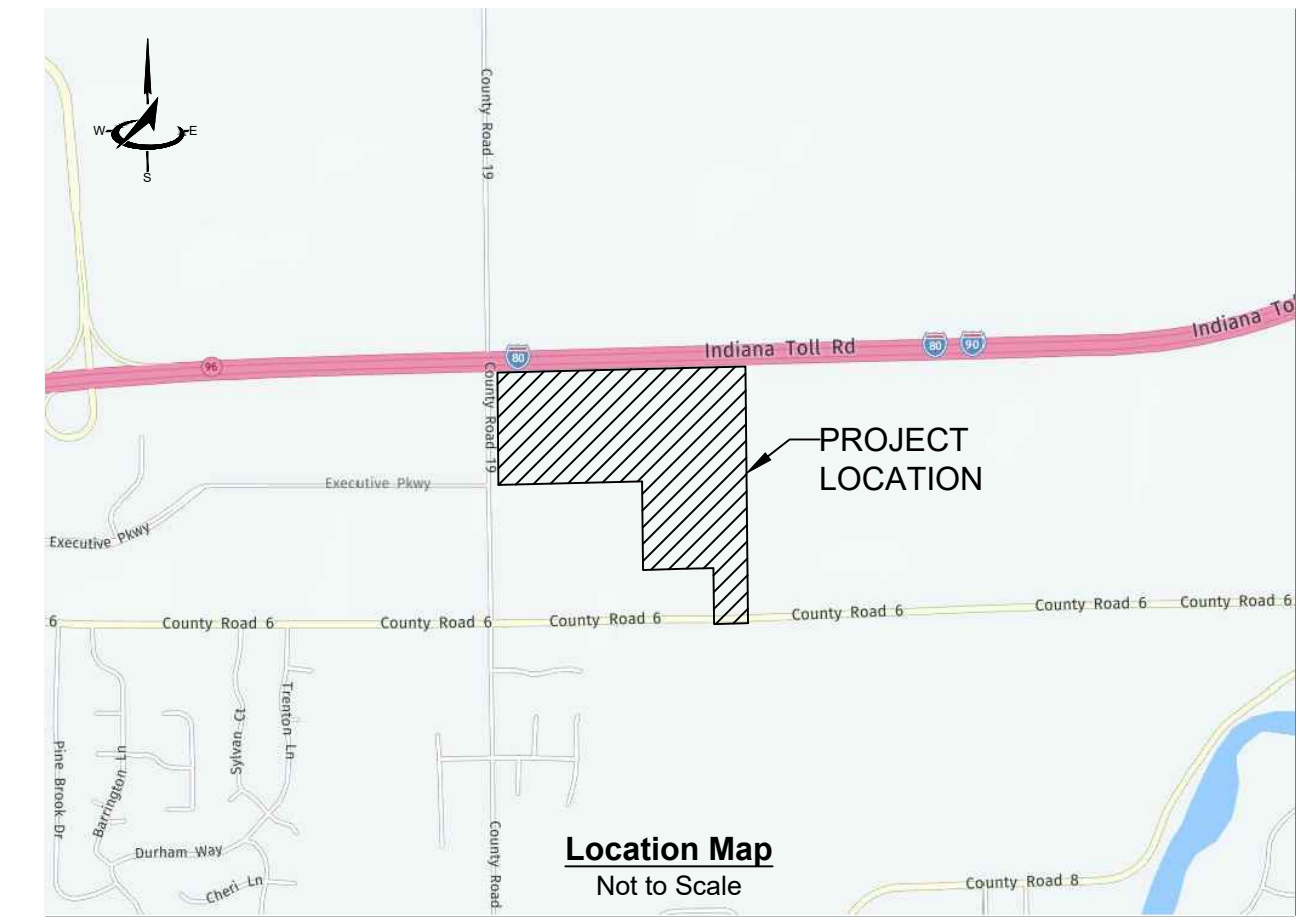 County Road 19
W
E
S
Indiana Toll
80
Indiana Toll Rd
80
90
96
County Road 19
PROJECT
LOCATION
Executive Pkwy
Executive Pkwy
County Road 6
County Road 6
County Road 6
County Road 6
County Road 6
6
County Road 6
Trenton Ln
Sylvan Ct
Pine Brook Dr
Barrington Ln
County Road
Durham Way
Location Map
Cheri Ln
Not to Scale
County Road 8